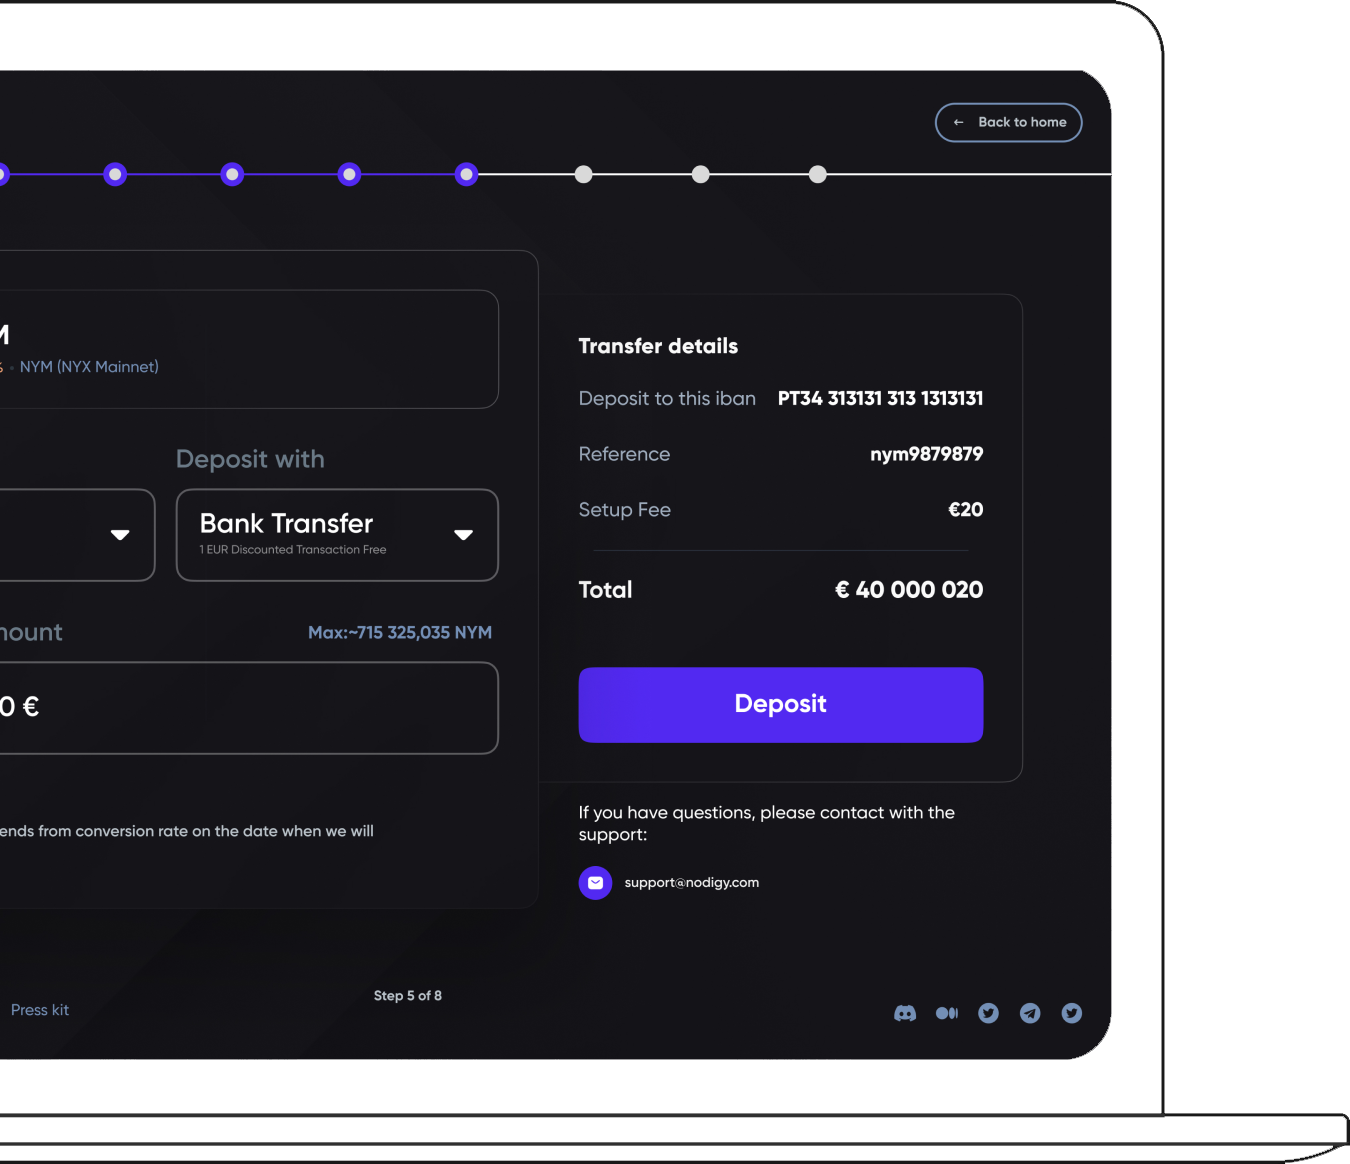 ← Back to home
NYM (NYX Mainnet)
Deposit with
Bank Transfer
1 EUR Discounted Transaction Free
Max:~715 325,035 NYM
0 €
ends from conversion rate on the date when we will
Transfer details
Deposit to this iban PT34 313131 313 1313131
Reference nym9879879
Setup Fee €20
Total € 40 000 020
Deposit
If you have questions, please contact with the
support:
support@nodigy.com
Press kit
Step 5 of 8